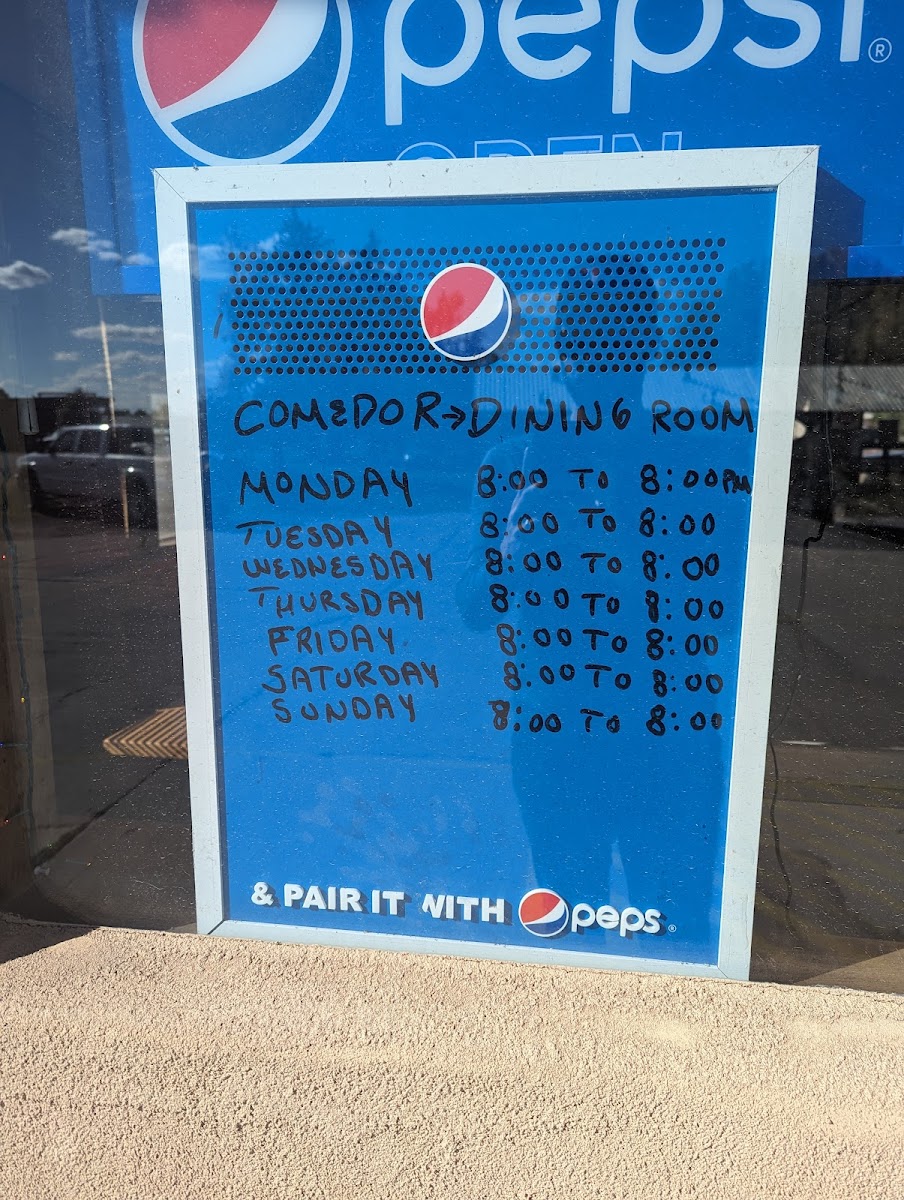 pepsi®
OPEN
COMEDOR→DINING ROOM
MONDAY 8:00 TO 8:00PM
TUESDAY 8:00 TO 8:00
WEDNESDAY 8:00 TO 8:00
THURSDAY 8:00 TO 8:00
FRIDAY 8:00 TO 8:00
SATURDAY 8:00 TO 8:00
SUNDAY 8:00 TO 8:00
& PAIR IT WITH pepsi®